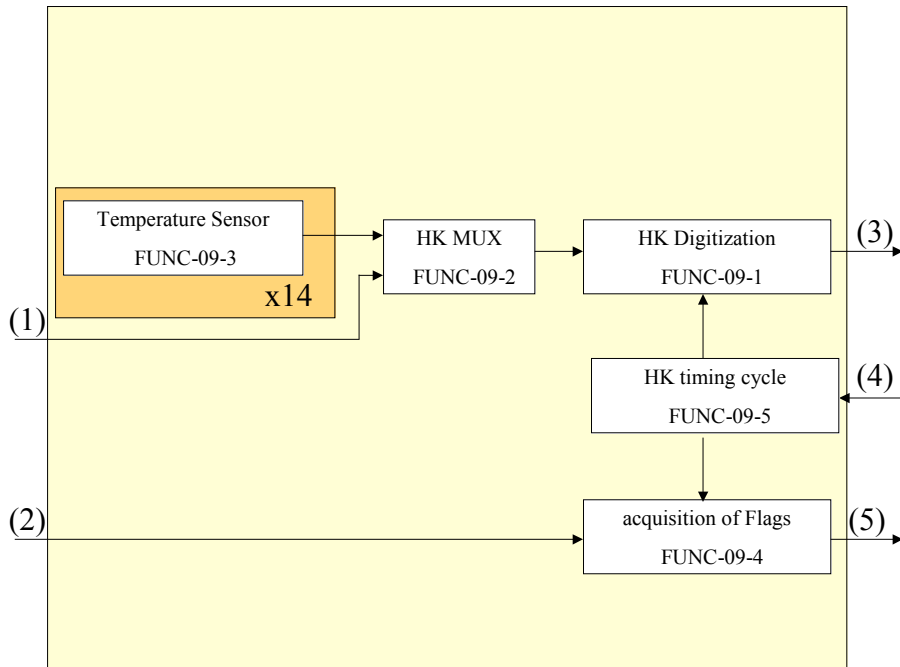 Temperature Sensor
FUNC-09-3
x14
HK MUX
FUNC-09-2
HK Digitization
FUNC-09-1
(3)
(1)
HK timing cycle
FUNC-09-5
(4)
(2)
acquisition of Flags
FUNC-09-4
(5)